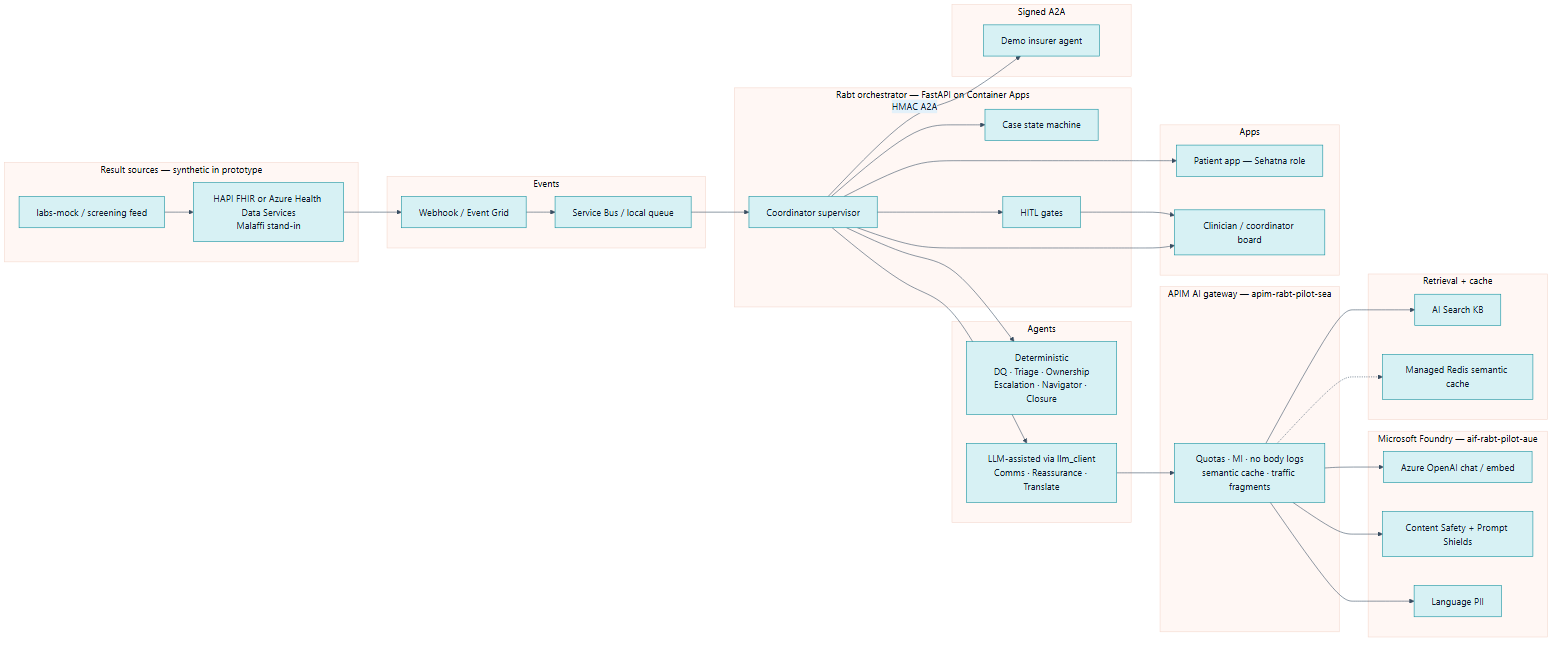 Signed A2A
Demo insurer agent
Rabt orchestrator — FastAPI on Container Apps
HMAC A2A
Case state machine
Coordinator supervisor
HITL gates
Apps
Patient app — Sehatna role
Clinician / coordinator
board
Result sources — synthetic in prototype
labs-mock / screening feed
HAPI FHIR or Azure Health
Data Services
Malaffi stand-in
Events
Webhook / Event Grid
Service Bus / local queue
Agents
Deterministic
DQ · Triage · Ownership
Escalation · Navigator ·
Closure
LLM-assisted via llm_client
Comms · Reassurance ·
Translate
APIM AI gateway — apim-rabt-pilot-sea
Quotas · MI · no body logs
semantic cache · traffic
fragments
Retrieval + cache
AI Search KB
Managed Redis semantic
cache
Microsoft Foundry — aif-rabt-pilot-aue
Azure OpenAI chat / embed
Content Safety + Prompt
Shields
Language PII